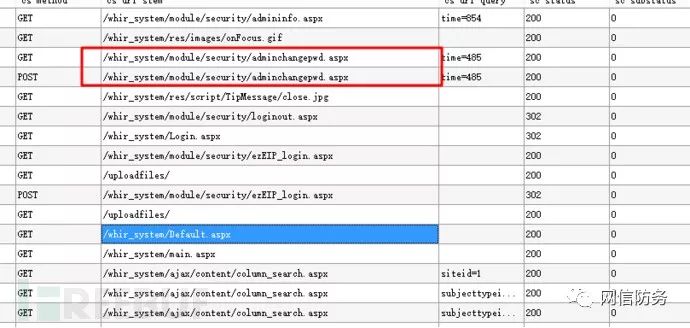 cs method cs uri stem cs uri query sc status sc substatus
GET /whir_system/module/security/admininfo.aspx time=854 200 0
GET /whir_system/res/images/onFocus.gif 200 0
GET /whir_system/module/security/adminchangepwd.aspx time=485 200 0
POST /whir_system/module/security/adminchangepwd.aspx time=485 200 0
GET /whir_system/res/script/TipMessage/close.jpg 200 0
GET /whir_system/module/security/loginout.aspx 302 0
GET /whir_system/Login.aspx 302 0
GET /whir_system/module/security/ezEIP_login.aspx 200 0
GET /uploadfiles/ 200 0
POST /whir_system/module/security/ezEIP_login.aspx 302 0
GET /uploadfiles/ 200 0
GET /whir_system/Default.aspx 200 0
GET /whir_system/main.aspx 200 0
GET /whir_system/ajax/content/column_search.aspx siteid=1 200 0
GET /whir_system/ajax/content/column_search.aspx subjecttypei... 200
GET /whir_system/ajax/content/column_search.aspx subjecttypei... 200 0
网信防务